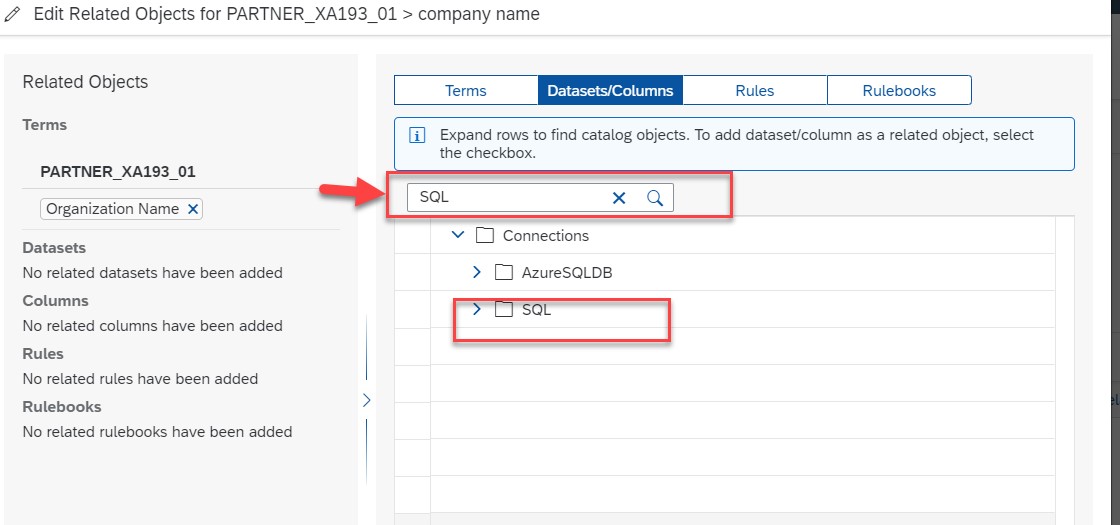 Edit Related Objects for PARTNER_XA193_01 > company name
Related Objects
Terms
PARTNER_XA193_01
Organization Name
Datasets
No related datasets have been added
Columns
No related columns have been added
Rules
No related rules have been added
Rulebooks
No related rulebooks have been added
Terms
Datasets/Columns
Rules
Rulebooks
Expand rows to find catalog objects. To add dataset/column as a related object, select
the checkbox.
SQL
Connections
AzureSQLDB
SQL